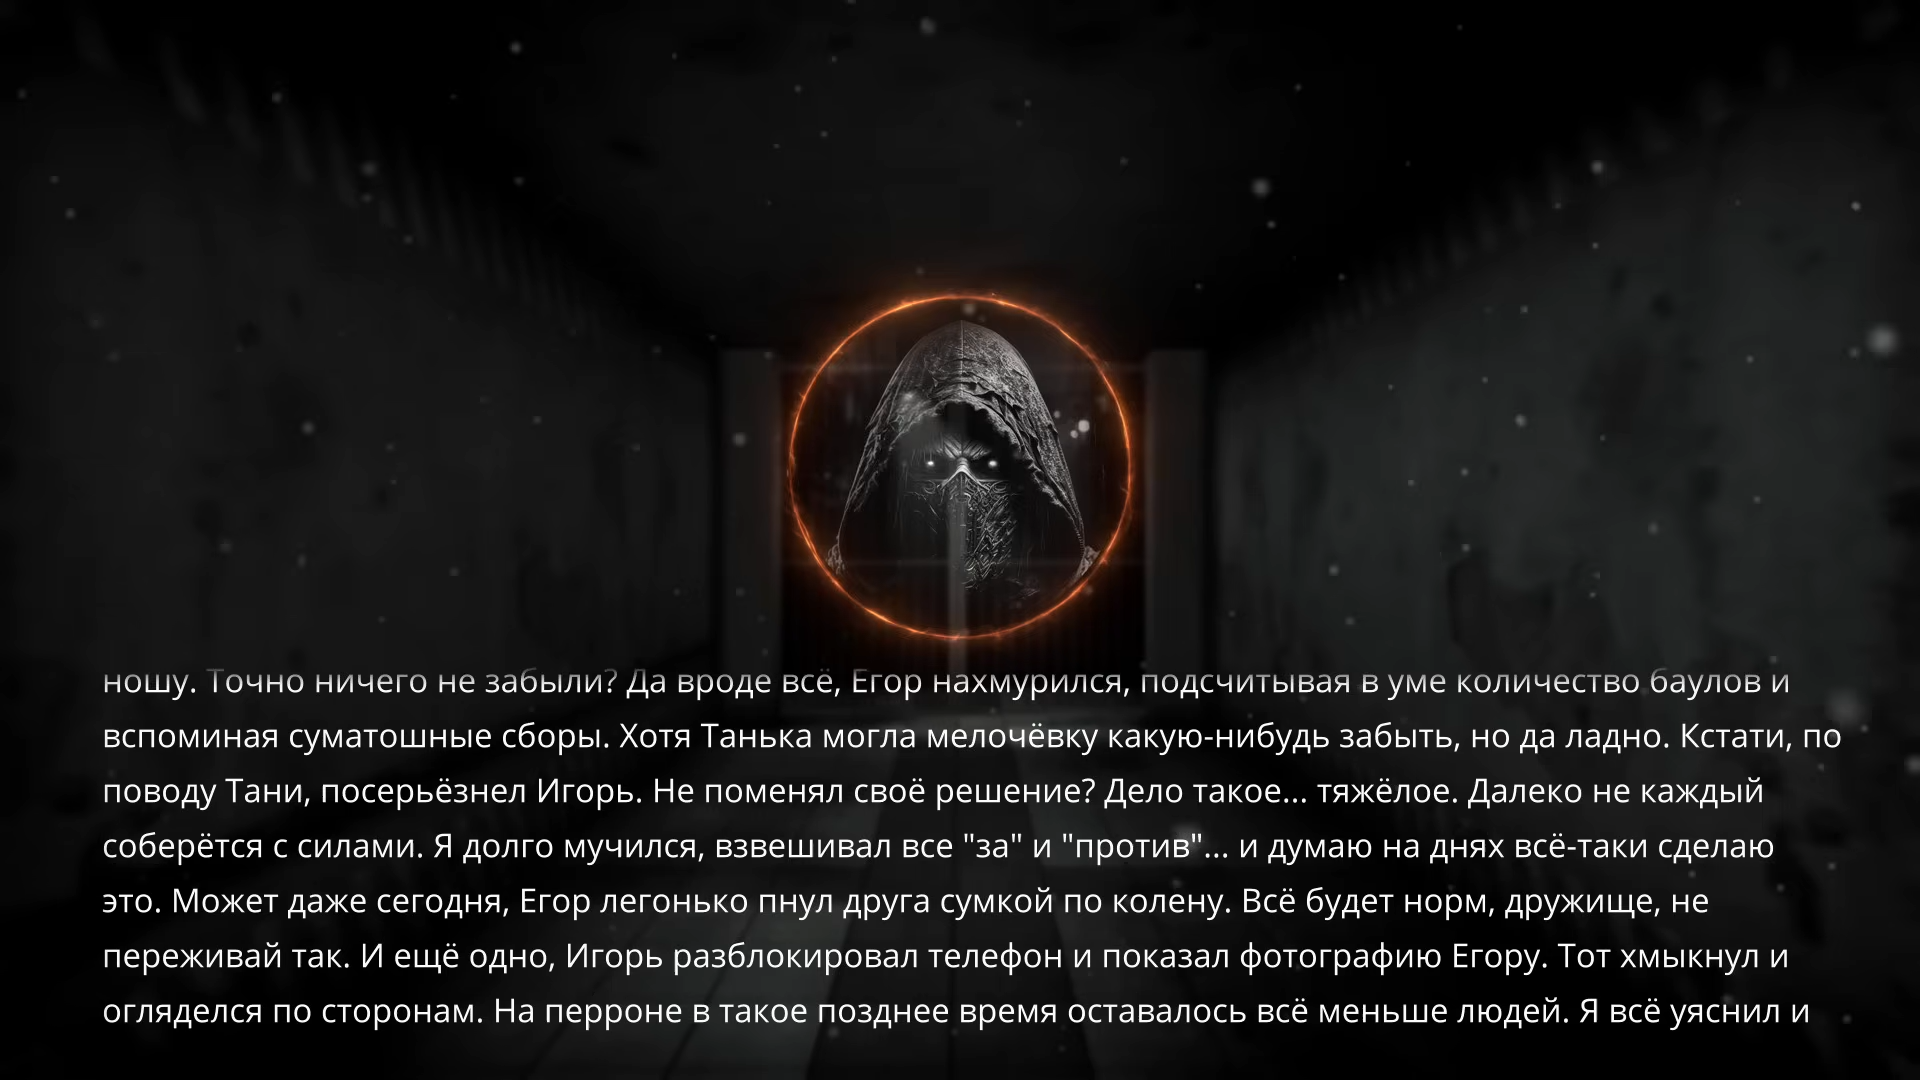 ношу. Точно ничего не забыли? Да вроде всё, Егор нахмурился, подсчитывая в уме количество баулов и
вспоминая суматошные сборы. Хотя Танька могла мелочёвку какую-нибудь забыть, но да ладно. Кстати, по
поводу Тани, посерьёзнел Игорь. Не поменял своё решение? Дело такое... тяжёлое. Далеко не каждый
соберётся с силами. Я долго мучился, взвешивал все "за" и "против"... и думаю на днях всё-таки сделаю
это. Может даже сегодня, Егор легонько пнул друга сумкой по колену. Всё будет норм, дружище, не
переживай так. И ещё одно, Игорь разблокировал телефон и показал фотографию Егору. Тот хмыкнул и
огляделся по сторонам. На перроне в такое позднее время оставалось всё меньше людей. Я всё уяснил и